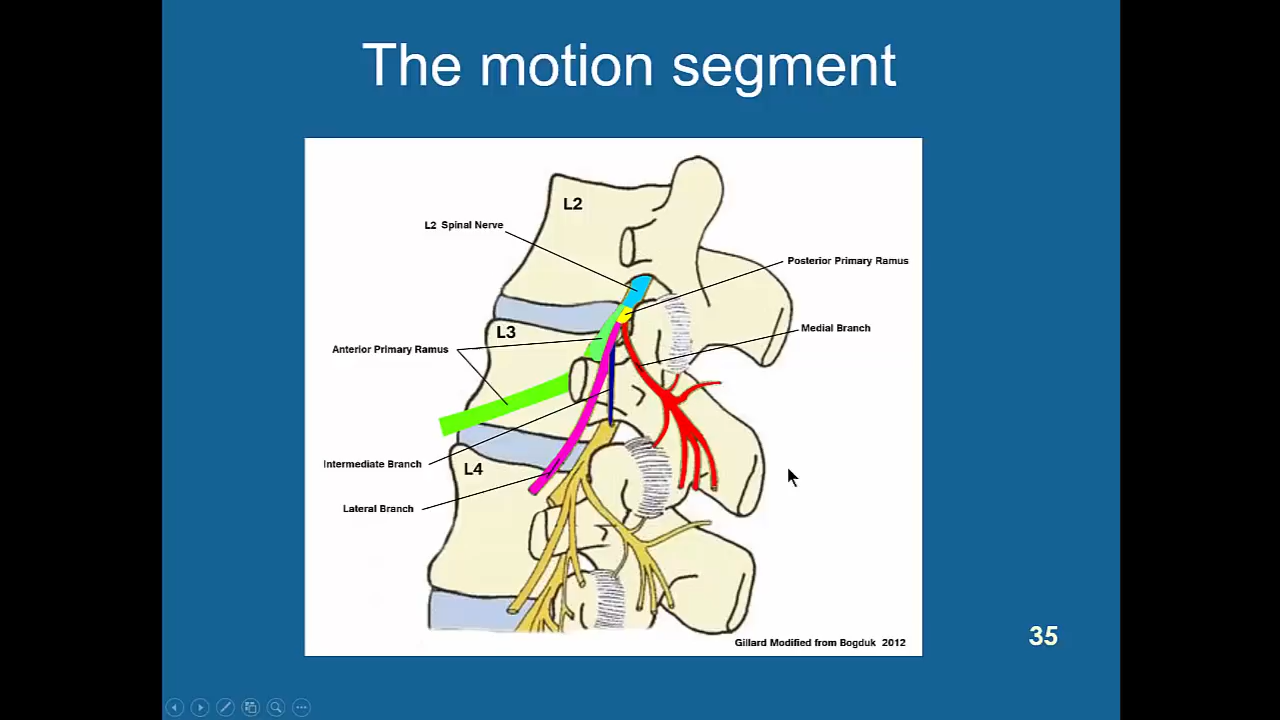 The motion segment
L2
L2 Spinal Nerve
Posterior Primary Ramus
L3
Medial Branch
Anterior Primary Ramus
Intermediate Branch
L4
Lateral Branch
Gillard Modified from Bogduk 2012
35